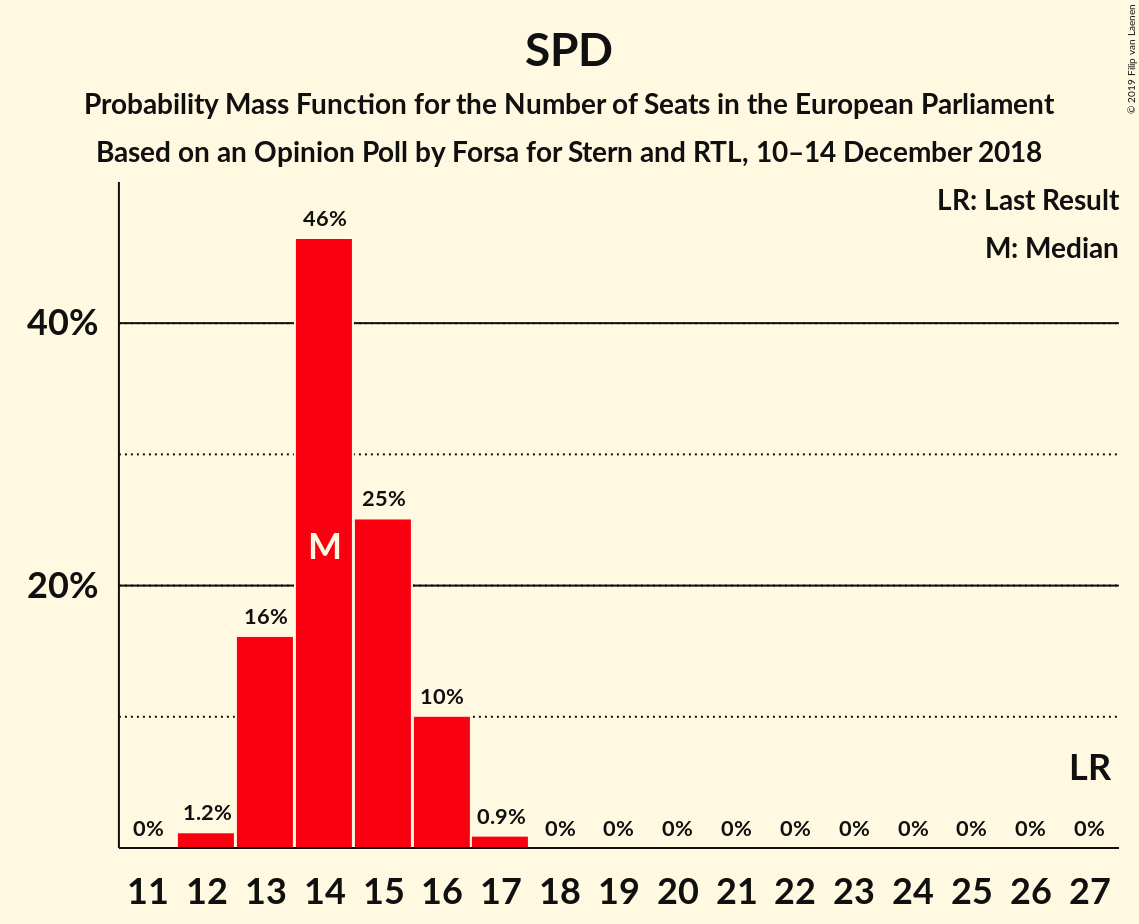 SPD
Probability Mass Function for the Number of Seats in the European Parliament
Based on an Opinion Poll by Forsa for Stern and RTL, 10–14 December 2018
© 2019 Filip van Laenen
LR: Last Result
M: Median
46%
40%
25%
M
20%
16%
10%
LR
0% 1.2% 0.9% 0% 0% 0% 0% 0% 0% 0% 0% 0% 0%
11 12 13 14 15 16 17 18 19 20 21 22 23 24 25 26 27